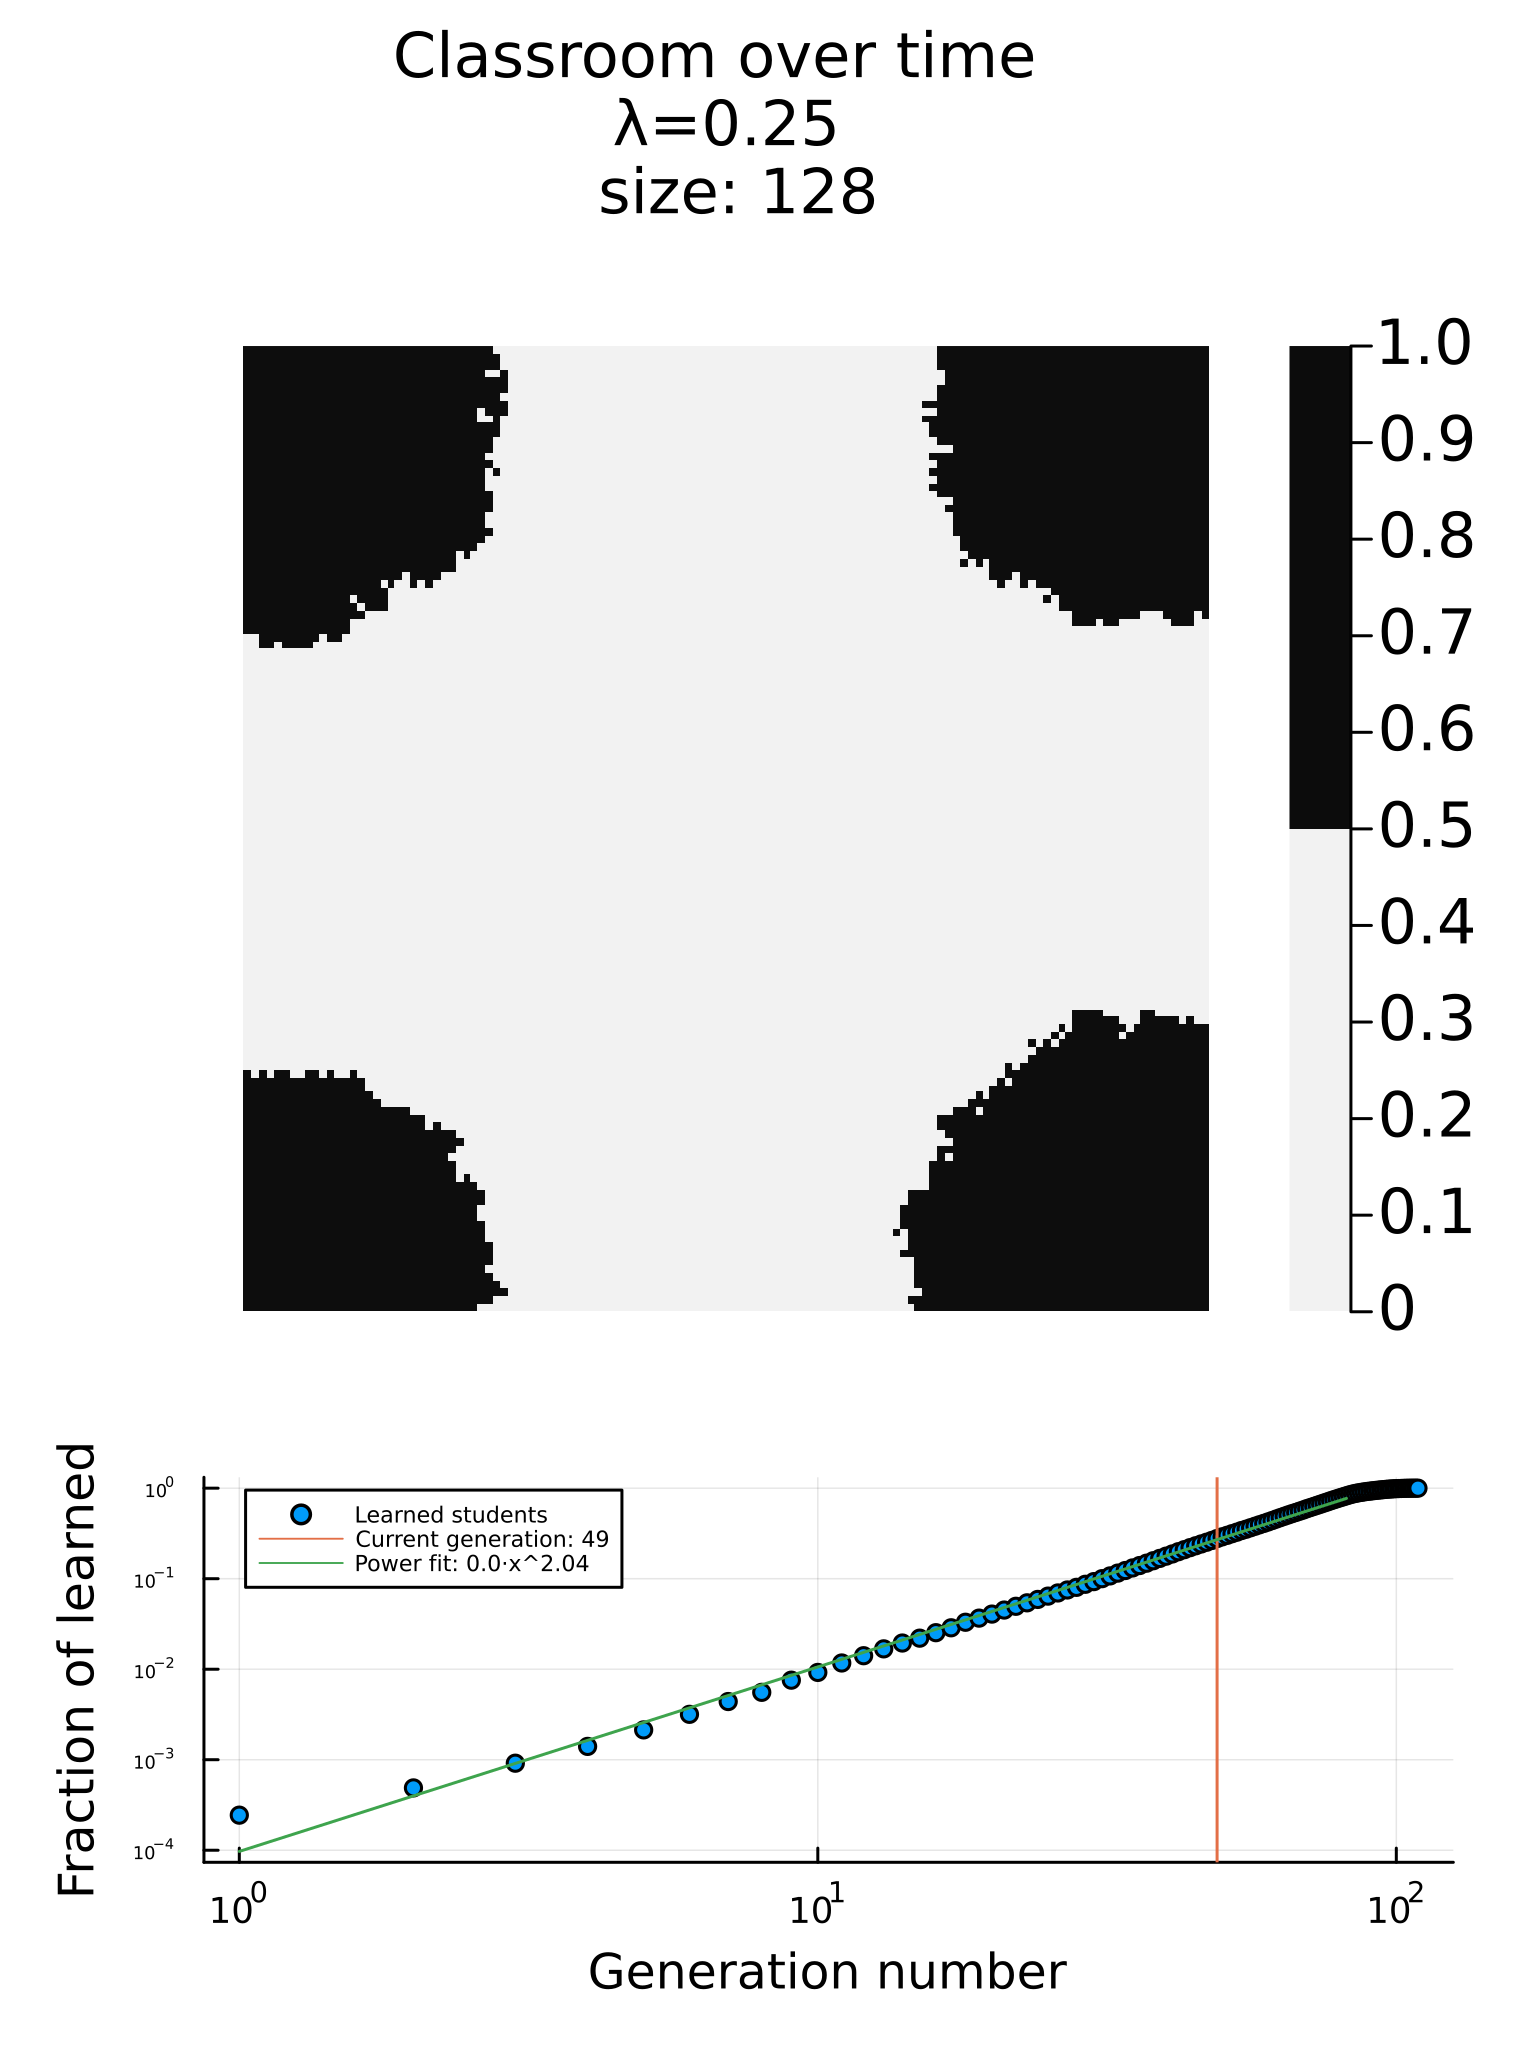 Classroom over time
λ=0.25
size: 128
1.0
0.9
0.8
0.7
0.6
0.5
0.4
0.3
0.2
0.1
0
Fraction of learned
10^0
10^-1
10^-2
10^-3
10^-4
Learned students
Current generation: 49
Power fit: 0.0·x^2.04
10^0 10^1 10^2
Generation number